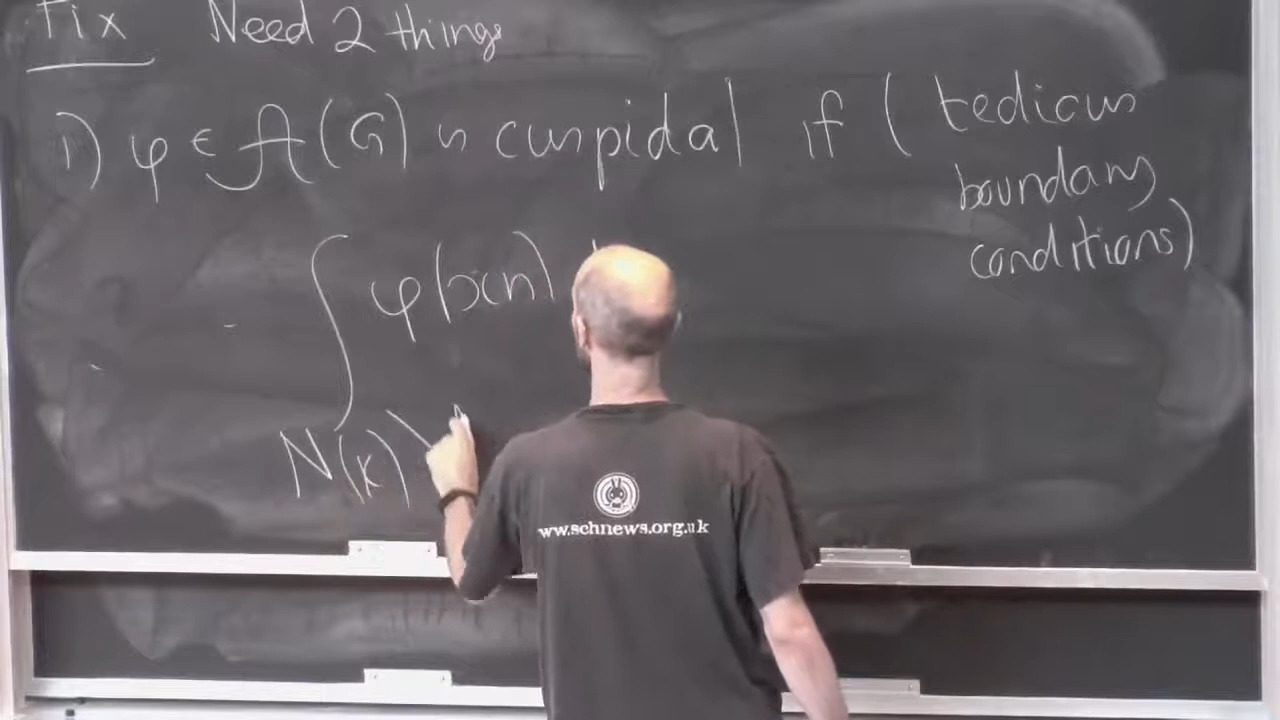 Fix Need 2 things
1) φ ∈ A(G) is cuspidal if (tedious
boundary
conditions)
∫ φ(xn)
N(K)\
www.schnews.org.uk